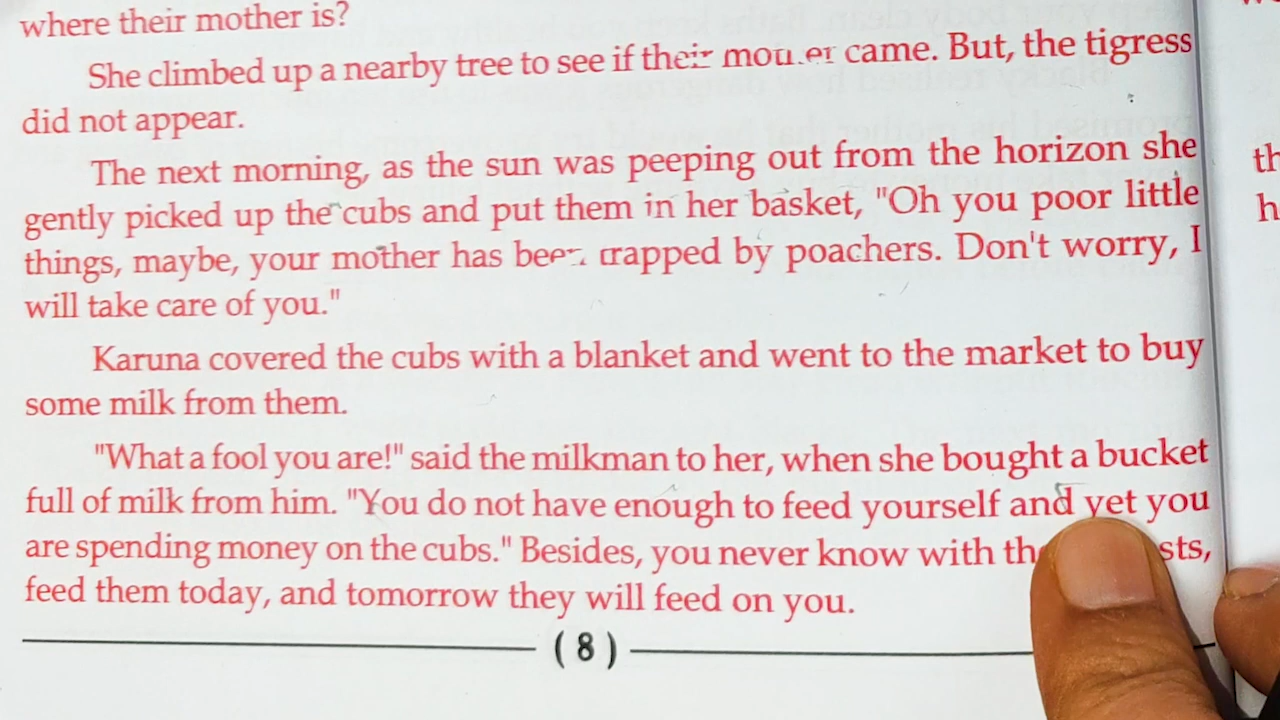 where their mother is?
She climbed up a nearby tree to see if their mother came. But, the tigress
did not appear.
The next morning, as the sun was peeping out from the horizon she
gently picked up the cubs and put them in her basket, "Oh you poor little
things, maybe, your mother has been trapped by poachers. Don't worry, I
will take care of you."
Karuna covered the cubs with a blanket and went to the market to buy
some milk from them.
"What a fool you are!" said the milkman to her, when she bought a bucket
full of milk from him. "You do not have enough to feed yourself and yet you
are spending money on the cubs." Besides, you never know with
feed them today, and tomorrow they will feed on you.
( 8 )